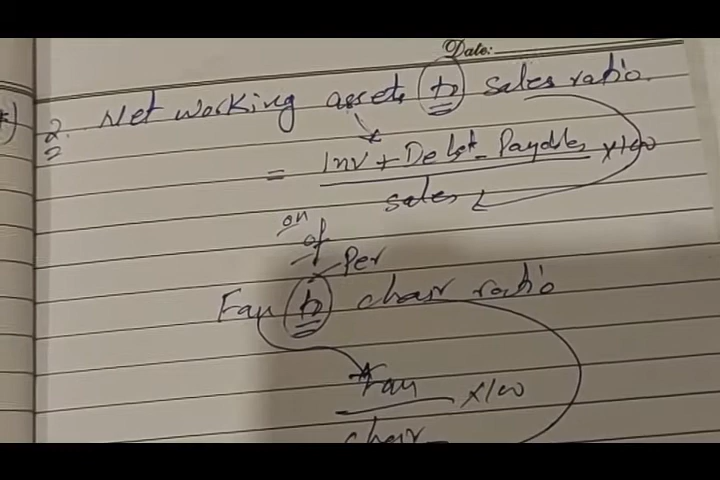 Date:
2. Net working assets to sales ratio.
= Inv + Debt - Payables x100
sales
on
of
Per
Fan to chair ratio
Fan x100
chair